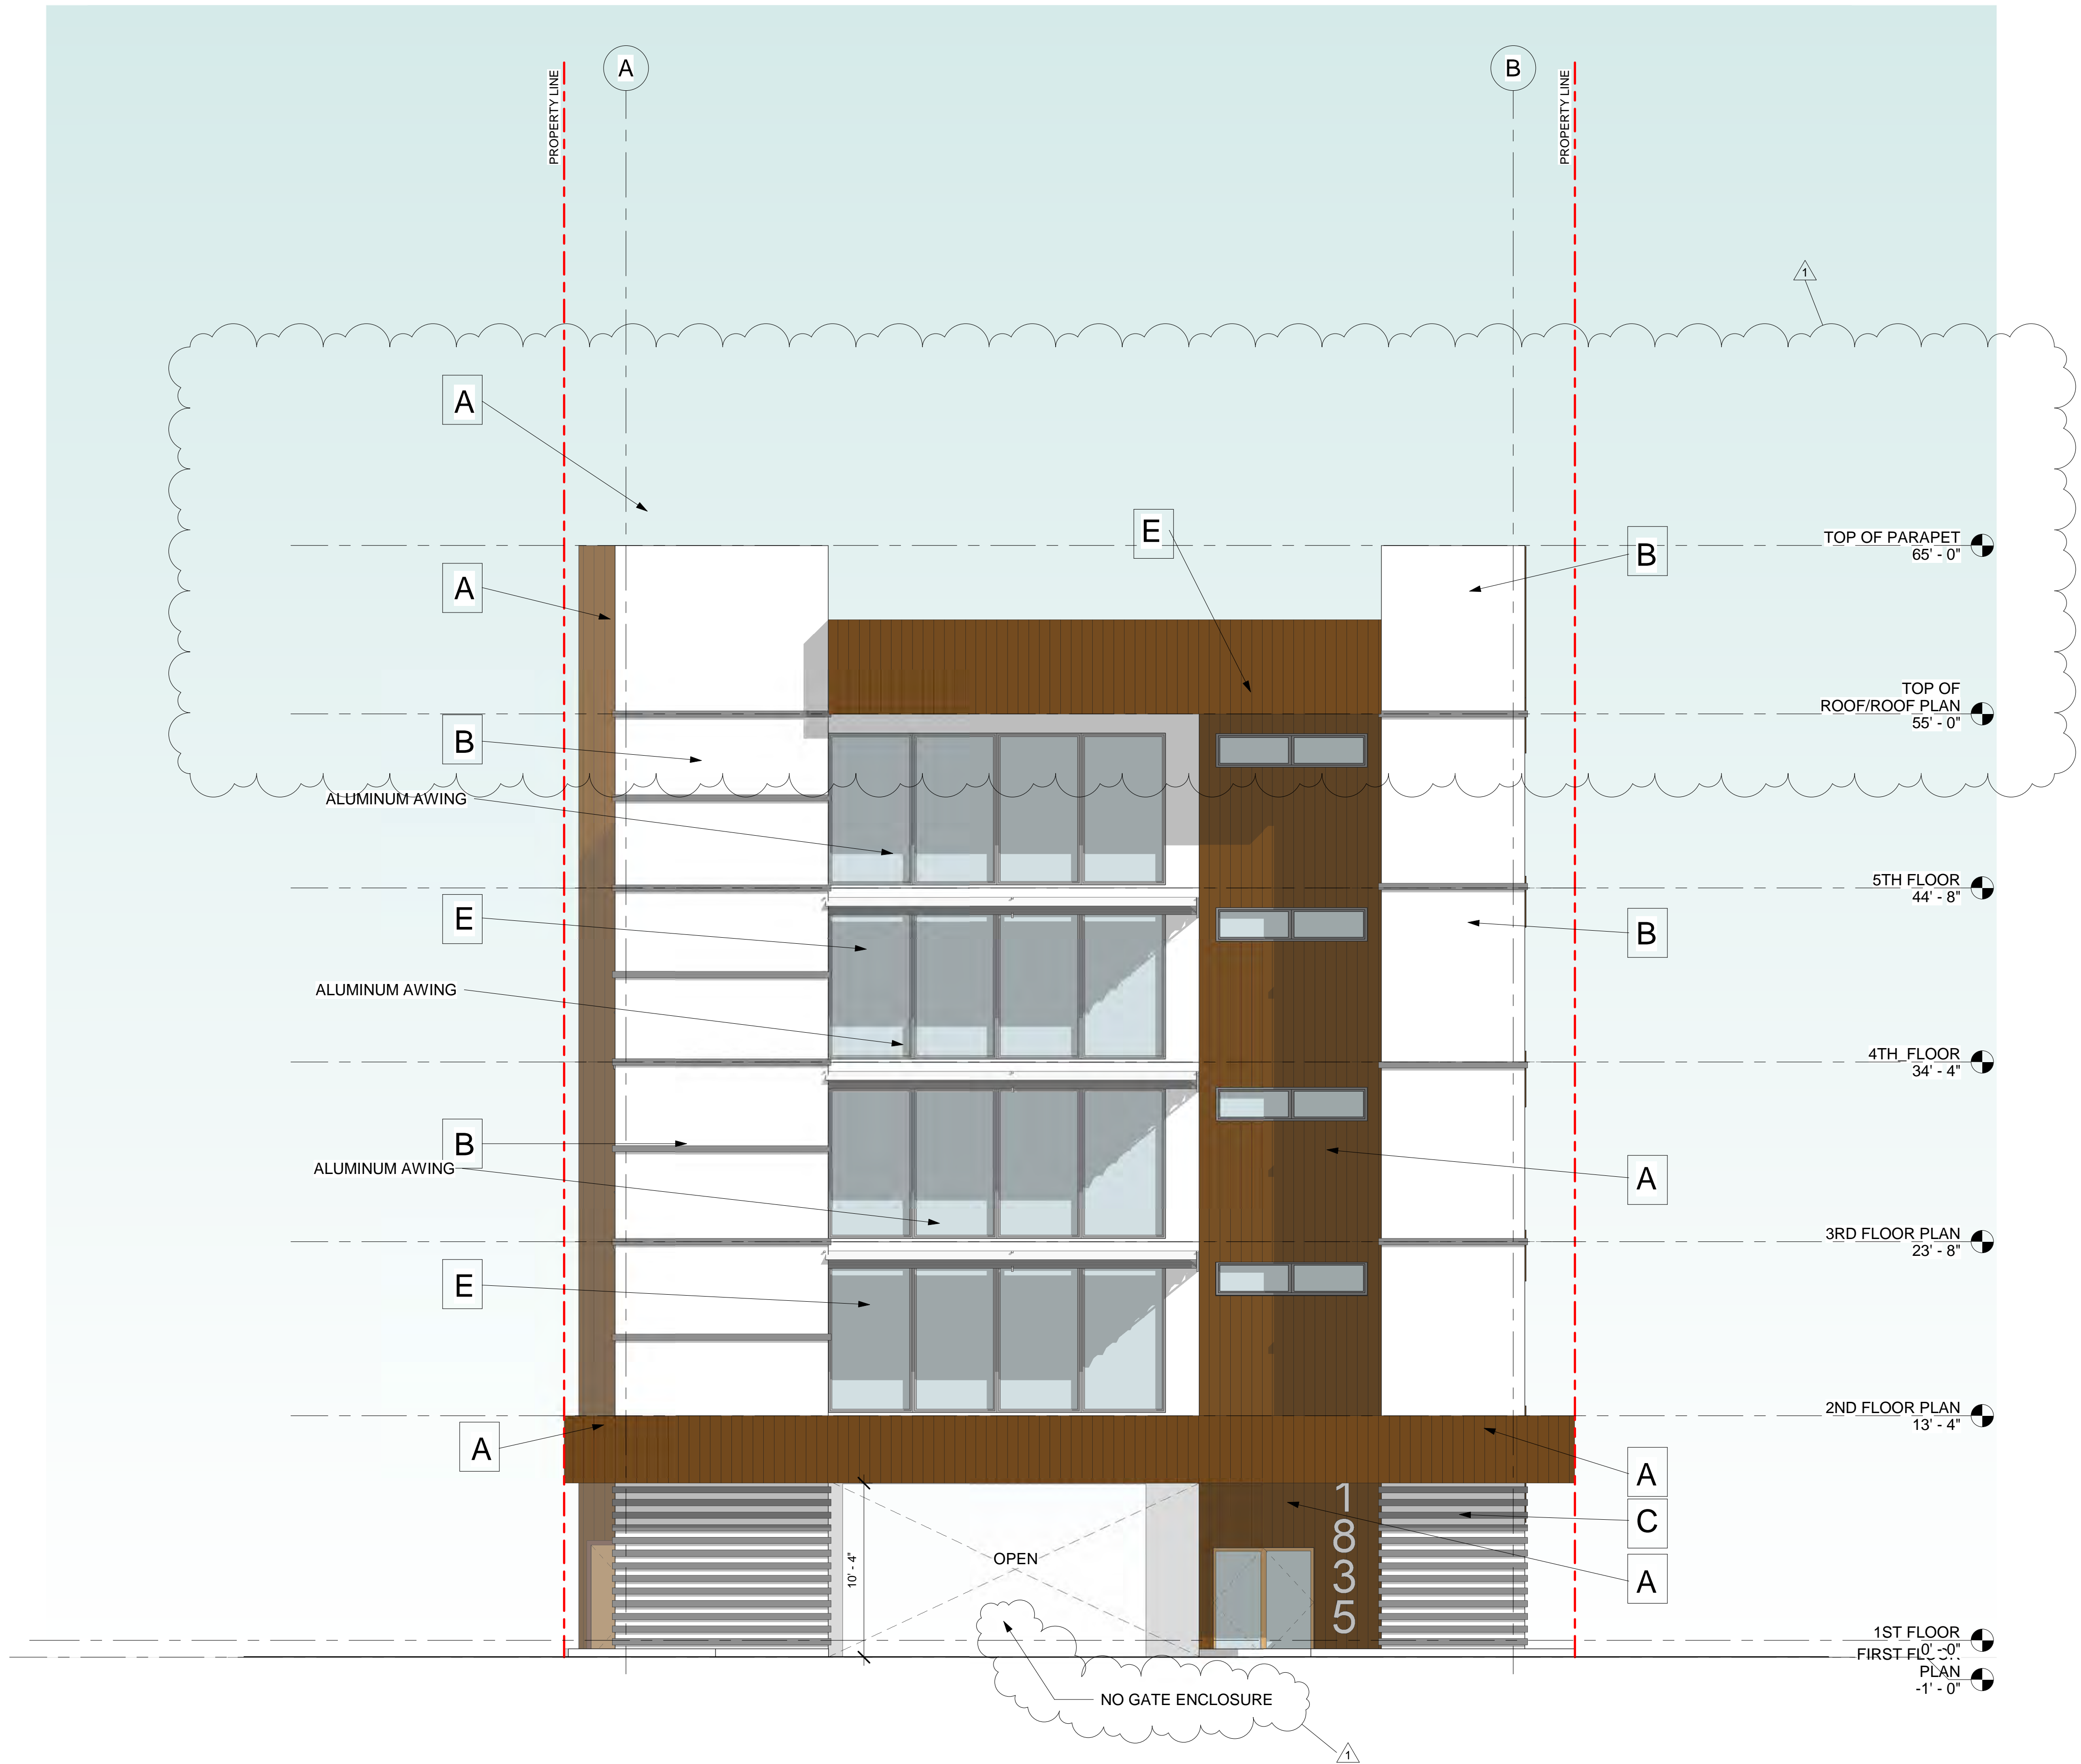 A
B
PROPERTY LINE
PROPERTY LINE
1
A
E
TOP OF PARAPET
65' - 0"
B
A
TOP OF
ROOF/ROOF PLAN
55' - 0"
B
ALUMINUM AWING
5TH FLOOR
44' - 8"
E
B
ALUMINUM AWING
4TH FLOOR
34' - 4"
B
ALUMINUM AWING
A
3RD FLOOR PLAN
23' - 8"
E
2ND FLOOR PLAN
13' - 4"
A
A
1
8
3
5
C
OPEN
10' - 4"
A
1ST FLOOR
0' - 0"
FIRST FLOOR
PLAN
-1' - 0"
NO GATE ENCLOSURE
1